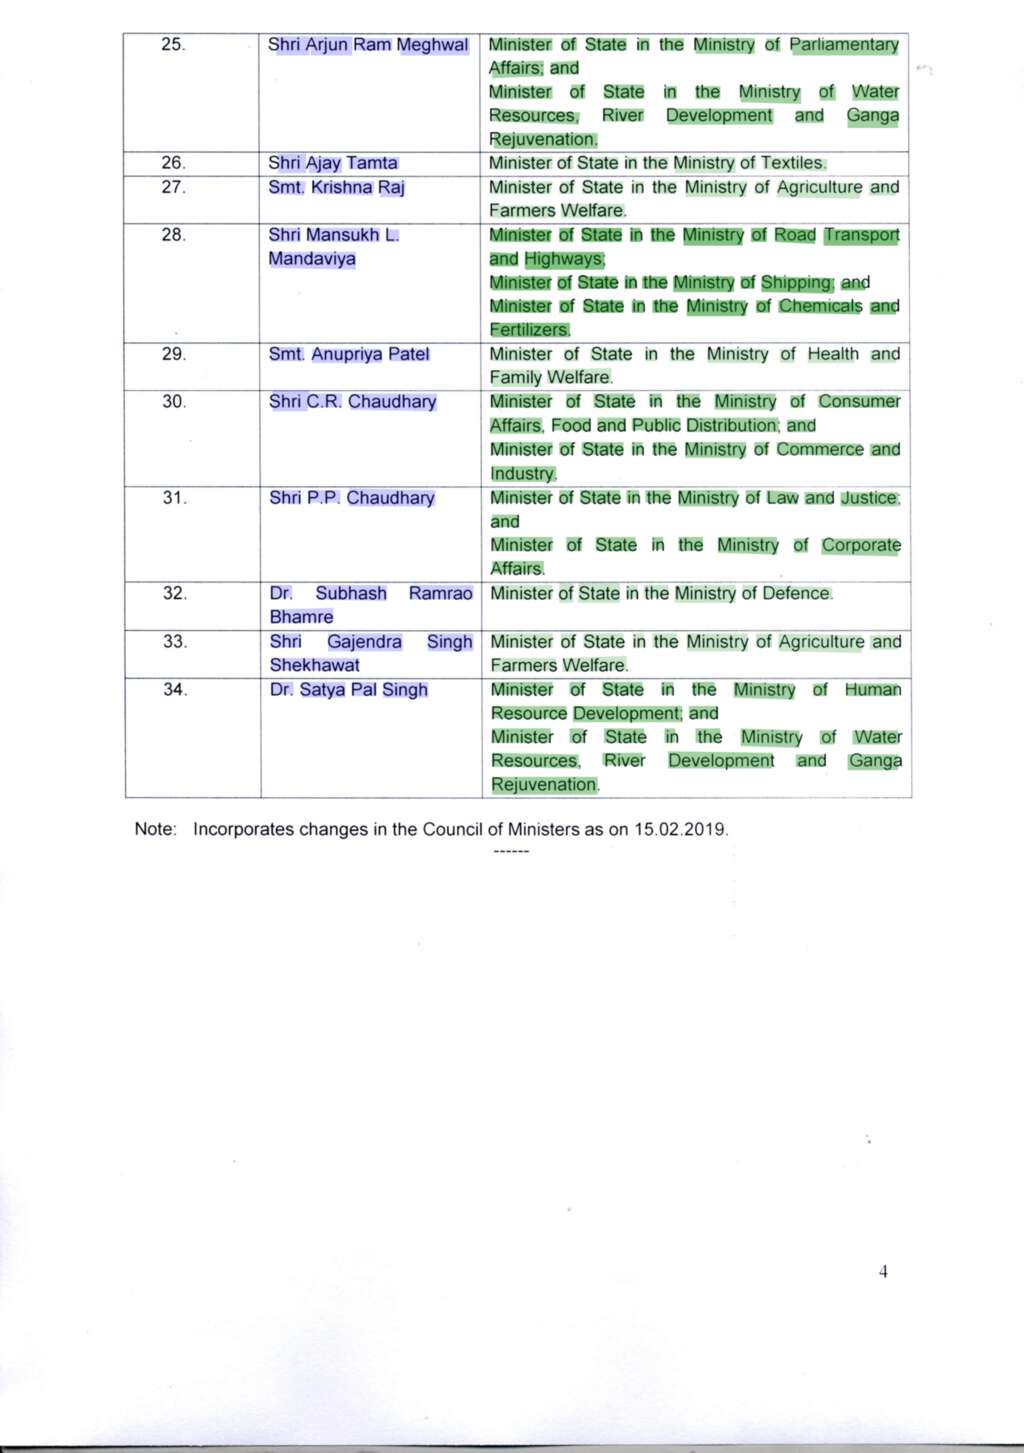 25. Shri Arjun Ram Meghwal Minister of State in the Ministry of Parliamentary
Affairs; and
Minister of State in the Ministry of Water
Resources, River Development and Ganga
Rejuvenation.
26. Shri Ajay Tamta Minister of State in the Ministry of Textiles.
27. Smt. Krishna Raj Minister of State in the Ministry of Agriculture and
Farmers Welfare.
28. Shri Mansukh L. Minister of State in the Ministry of Road Transport
Mandaviya and Highways;
Minister of State in the Ministry of Shipping; and
Minister of State in the Ministry of Chemicals and
Fertilizers.
29. Smt. Anupriya Patel Minister of State in the Ministry of Health and
Family Welfare.
30. Shri C.R. Chaudhary Minister of State in the Ministry of Consumer
Affairs, Food and Public Distribution; and
Minister of State in the Ministry of Commerce and
Industry.
31. Shri P.P. Chaudhary Minister of State in the Ministry of Law and Justice;
and
Minister of State in the Ministry of Corporate
Affairs.
32. Dr. Subhash Ramrao Minister of State in the Ministry of Defence.
Bhamre
33. Shri Gajendra Singh Minister of State in the Ministry of Agriculture and
Shekhawat Farmers Welfare.
34. Dr. Satya Pal Singh Minister of State in the Ministry of Human
Resource Development; and
Minister of State in the Ministry of Water
Resources, River Development and Ganga
Rejuvenation.
Note: Incorporates changes in the Council of Ministers as on 15.02.2019.
------
4